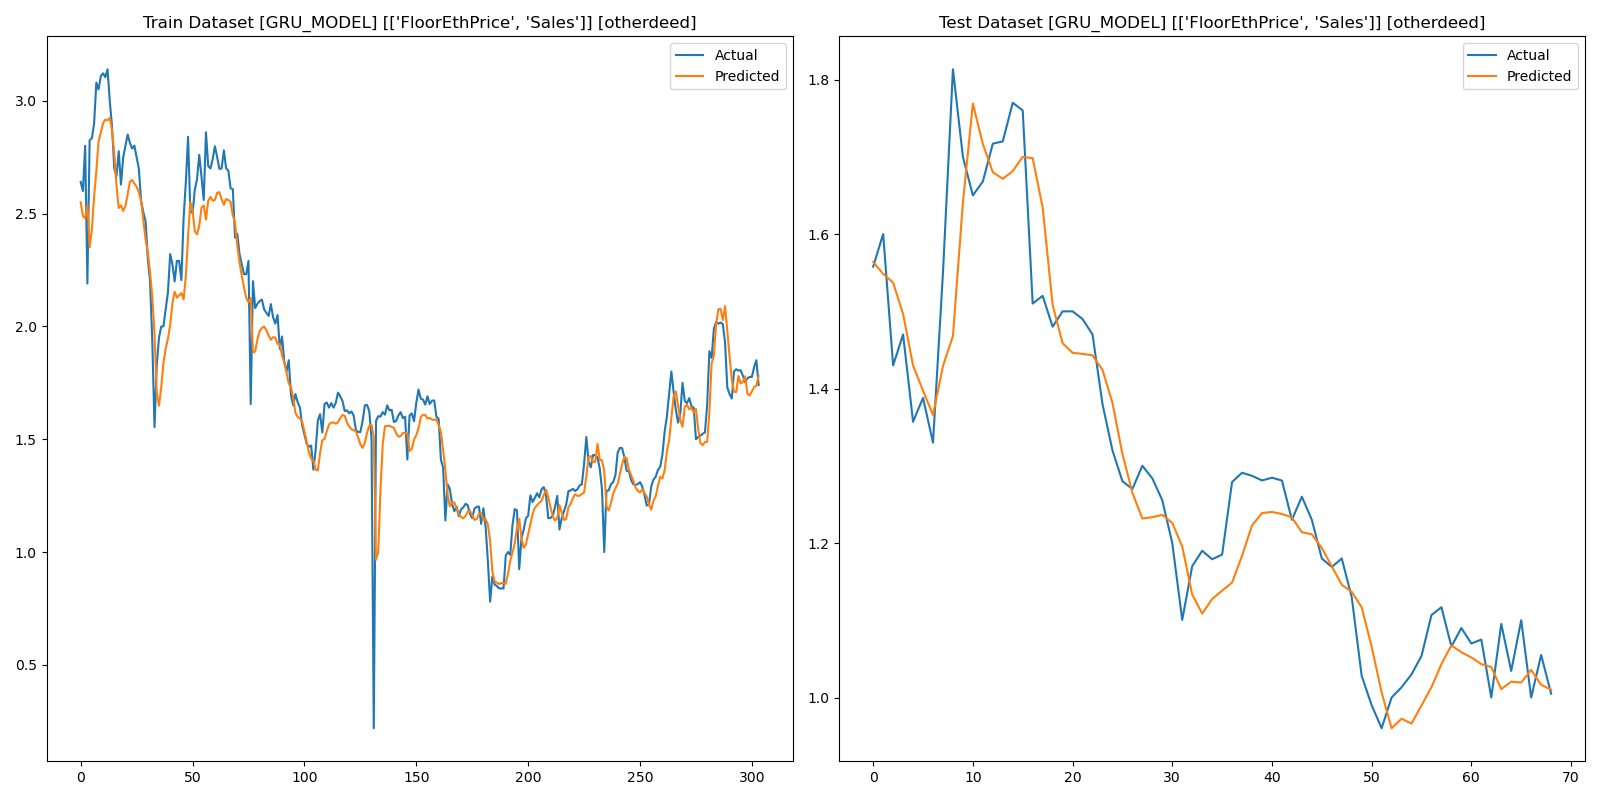 Train Dataset [GRU_MODEL] [['FloorEthPrice', 'Sales']] [otherdeed]
Actual
Predicted
3.0
2.5
2.0
1.5
1.0
0.5
0 50 100 150 200 250 300
Test Dataset [GRU_MODEL] [['FloorEthPrice', 'Sales']] [otherdeed]
Actual
Predicted
1.8
1.6
1.4
1.2
1.0
0 10 20 30 40 50 60 70